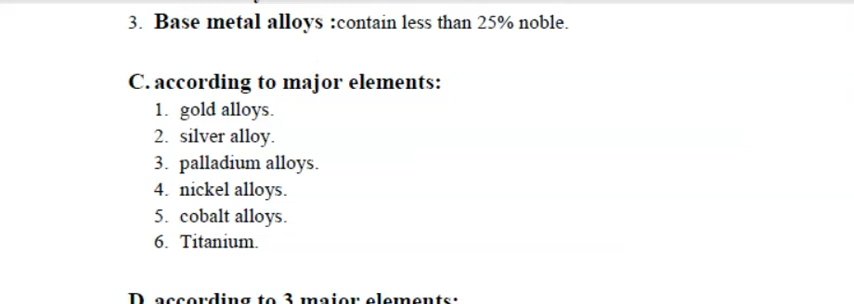 3. Base metal alloys :contain less than 25% noble.
C. according to major elements:
1. gold alloys.
2. silver alloy.
3. palladium alloys.
4. nickel alloys.
5. cobalt alloys.
6. Titanium.
D. according to 3 major elements: